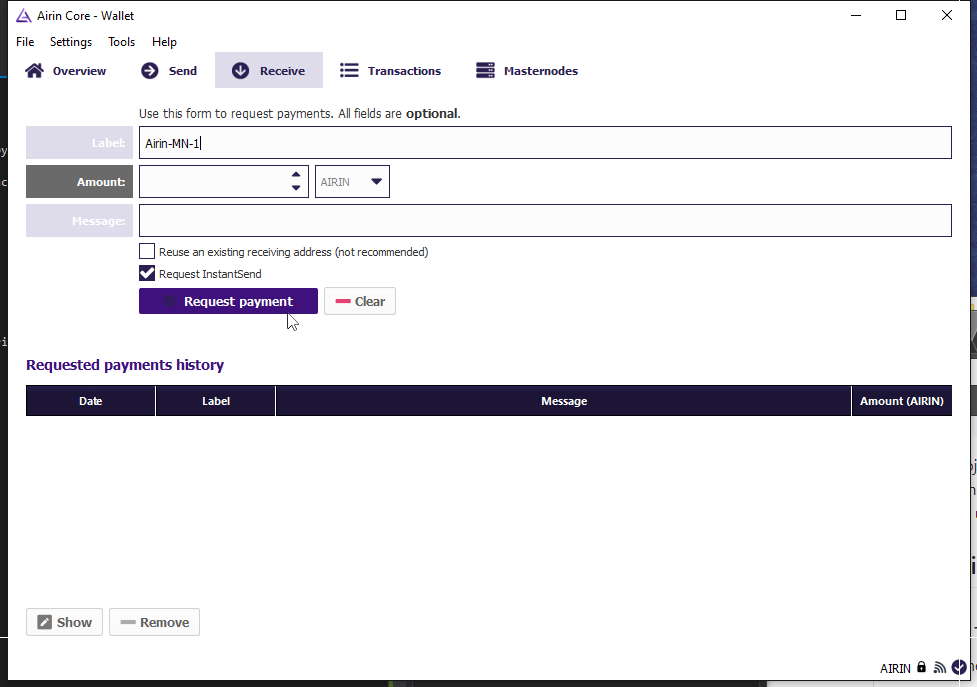 Airin Core - Wallet
File Settings Tools Help
Overview Send Receive Transactions Masternodes
Use this form to request payments. All fields are optional.
Label: Airin-MN-1
Amount: AIRIN
Message:
Reuse an existing receiving address (not recommended)
Request InstantSend
Request payment Clear
Requested payments history
Date Label Message Amount (AIRIN)
Show Remove
AIRIN